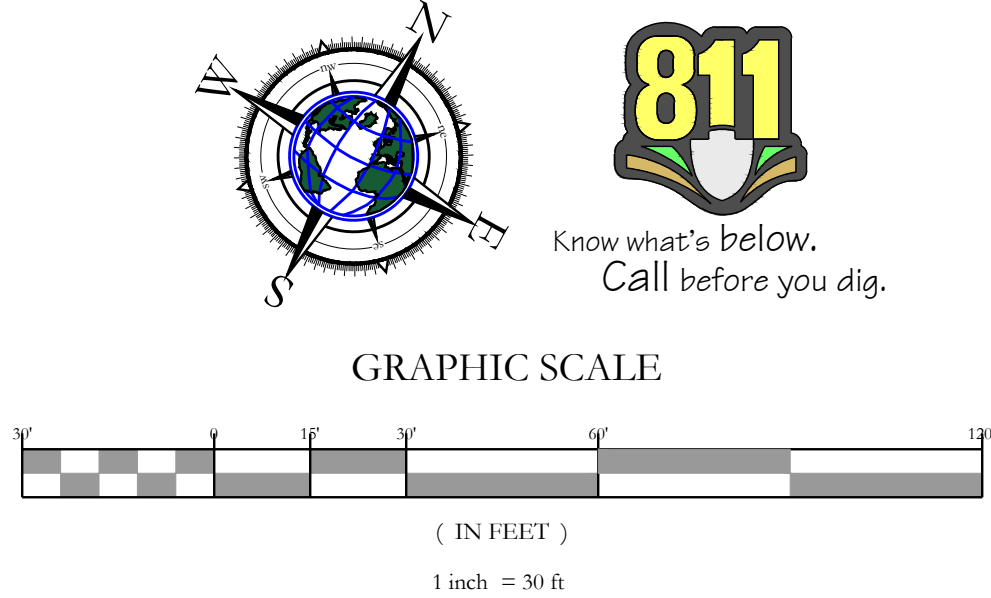 N
W
nw
ne
sw
se
E
S
811
Know what's below.
Call before you dig.
GRAPHIC SCALE
30' 0 15' 30' 60' 120
( IN FEET )
1 inch = 30 ft